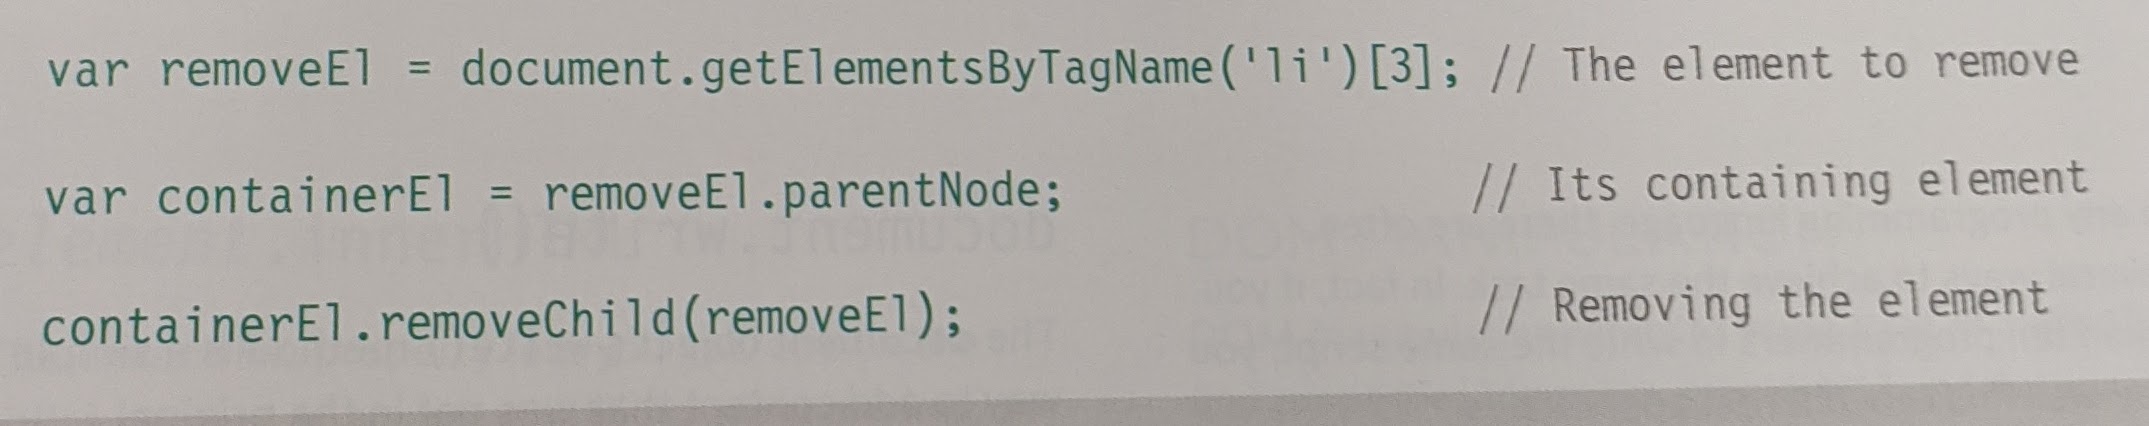 var removeEl = document.getElementsByTagName('li')[3]; // The element to remove
var containerEl = removeEl.parentNode; // Its containing element
containerEl.removeChild(removeEl); // Removing the element